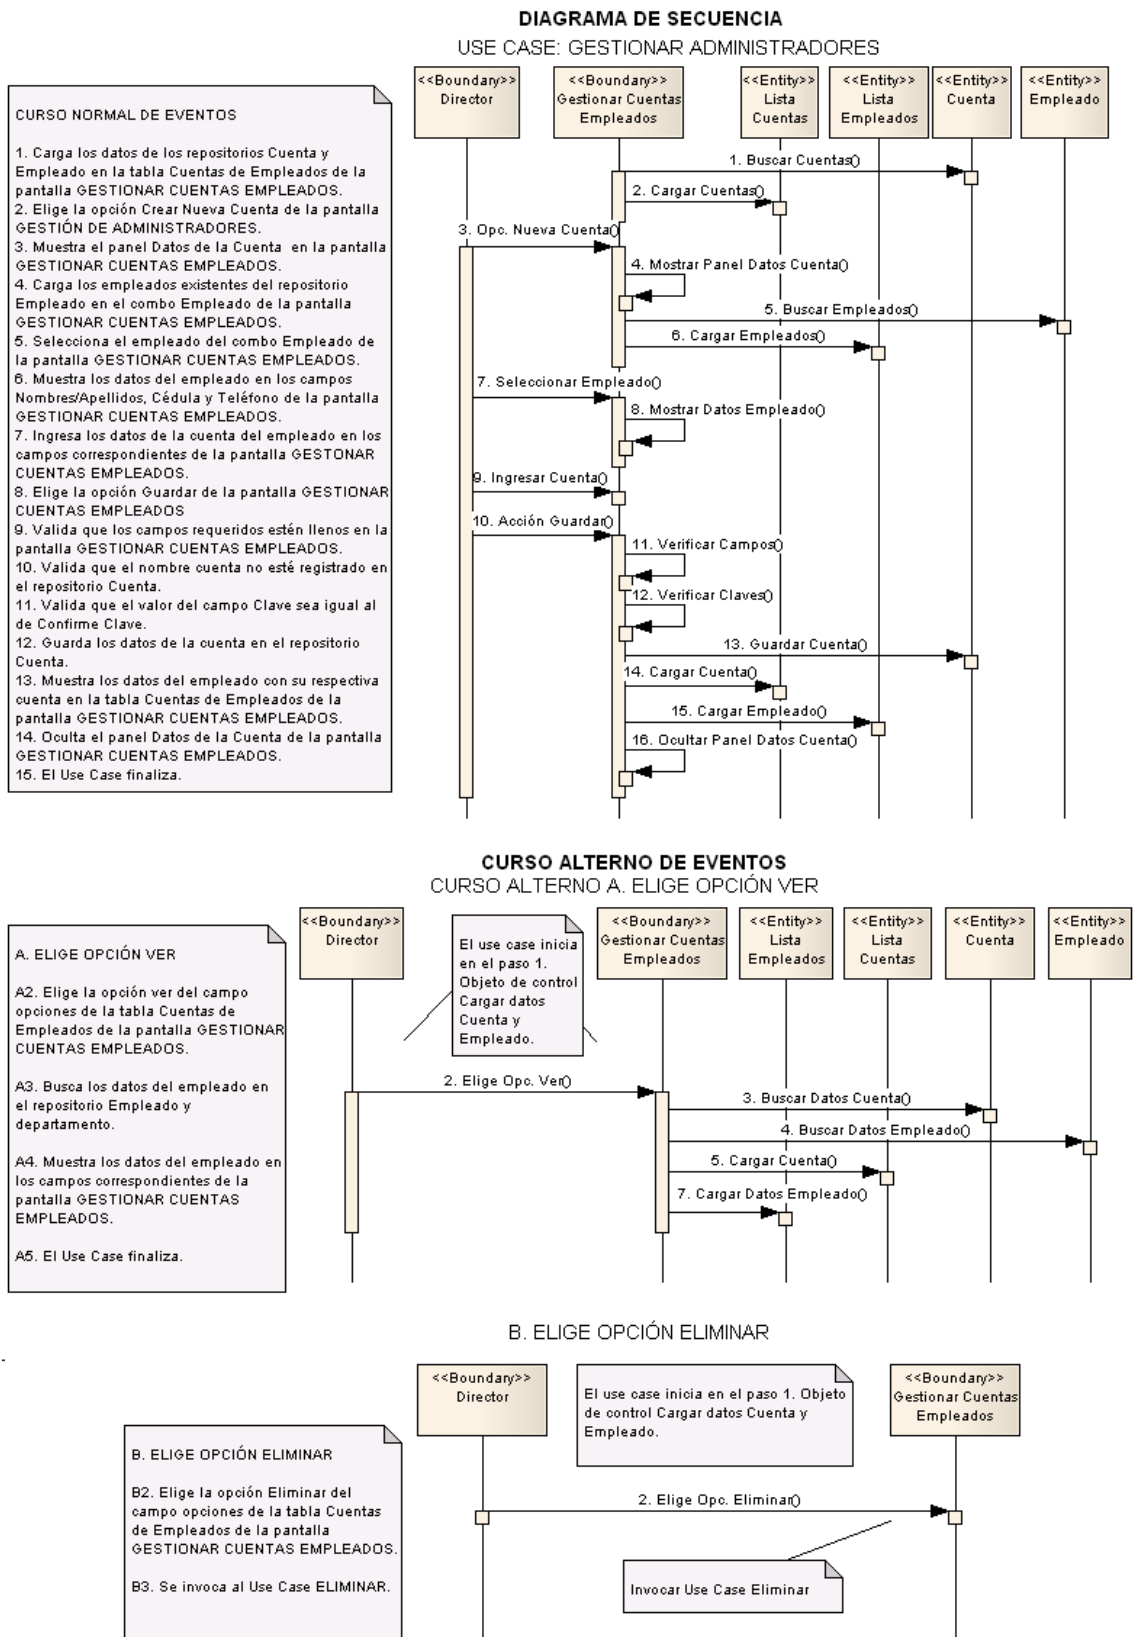 DIAGRAMA DE SECUENCIA
USE CASE: GESTIONAR ADMINISTRADORES
CURSO NORMAL DE EVENTOS
1. Carga los datos de los repositorios Cuenta y
Empleado en la tabla Cuentas de Empleados de la
pantalla GESTIONAR CUENTAS EMPLEADOS.
2. Elige la opción Crear Nueva Cuenta de la pantalla
GESTIÓN DE ADMINISTRADORES.
3. Muestra el panel Datos de la Cuenta en la pantalla
GESTIONAR CUENTAS EMPLEADOS.
4. Carga los empleados existentes del repositorio
Empleado en el combo Empleado de la pantalla
GESTIONAR CUENTAS EMPLEADOS.
5. Selecciona el empleado del combo Empleado de
la pantalla GESTIONAR CUENTAS EMPLEADOS.
6. Muestra los datos del empleado en los campos
Nombres/Apellidos, Cédula y Teléfono de la pantalla
GESTIONAR CUENTAS EMPLEADOS.
7. Ingresa los datos de la cuenta del empleado en los
campos correspondientes de la pantalla GESTONAR
CUENTAS EMPLEADOS.
8. Elige la opción Guardar de la pantalla GESTIONAR
CUENTAS EMPLEADOS
9. Valida que los campos requeridos estén llenos en la
pantalla GESTIONAR CUENTAS EMPLEADOS.
10. Valida que el nombre cuenta no esté registrado en
el repositorio Cuenta.
11. Valida que el valor del campo Clave sea igual al
de Confirme Clave.
12. Guarda los datos de la cuenta en el repositorio
Cuenta.
13. Muestra los datos del empleado con su respectiva
cuenta en la tabla Cuentas de Empleados de la
pantalla GESTIONAR CUENTAS EMPLEADOS.
14. Oculta el panel Datos de la Cuenta de la pantalla
GESTIONAR CUENTAS EMPLEADOS.
15. El Use Case finaliza.
<<Boundary>>
Director
<<Boundary>>
Gestionar Cuentas
Empleados
<<Entity>>
Lista
Cuentas
<<Entity>>
Lista
Empleados
<<Entity>>
Cuenta
<<Entity>>
Empleado
1. Buscar Cuentas()
2. Cargar Cuentas()
3. Opc. Nueva Cuenta()
4. Mostrar Panel Datos Cuenta()
5. Buscar Empleados()
6. Cargar Empleados()
7. Seleccionar Empleado()
8. Mostrar Datos Empleado()
9. Ingresar Cuenta()
10. Acción Guardar()
11. Verificar Campos()
12. Verificar Claves()
13. Guardar Cuenta()
14. Cargar Cuenta()
15. Cargar Empleado()
16. Ocultar Panel Datos Cuenta()
CURSO ALTERNO DE EVENTOS
CURSO ALTERNO A. ELIGE OPCIÓN VER
A. ELIGE OPCIÓN VER
A2. Elige la opción ver del campo
opciones de la tabla Cuentas de
Empleados de la pantalla GESTIONAR
CUENTAS EMPLEADOS.
A3. Busca los datos del empleado en
el repositorio Empleado y
departamento.
A4. Muestra los datos del empleado en
los campos correspondientes de la
pantalla GESTIONAR CUENTAS
EMPLEADOS.
A5. El Use Case finaliza.
<<Boundary>>
Director
El use case inicia
en el paso 1.
Objeto de control
Cargar datos
Cuenta y
Empleado.
<<Boundary>>
Gestionar Cuentas
Empleados
<<Entity>>
Lista
Empleados
<<Entity>>
Lista
Cuentas
<<Entity>>
Cuenta
<<Entity>>
Empleado
2. Elige Opc. Ver()
3. Buscar Datos Cuenta()
4. Buscar Datos Empleado()
5. Cargar Cuenta()
7. Cargar Datos Empleado()
B. ELIGE OPCIÓN ELIMINAR
B. ELIGE OPCIÓN ELIMINAR
B2. Elige la opción Eliminar del
campo opciones de la tabla Cuentas
de Empleados de la pantalla
GESTIONAR CUENTAS EMPLEADOS.
B3. Se invoca al Use Case ELIMINAR.
<<Boundary>>
Director
El use case inicia en el paso 1. Objeto
de control Cargar datos Cuenta y
Empleado.
<<Boundary>>
Gestionar Cuentas
Empleados
2. Elige Opc. Eliminar()
Invocar Use Case Eliminar